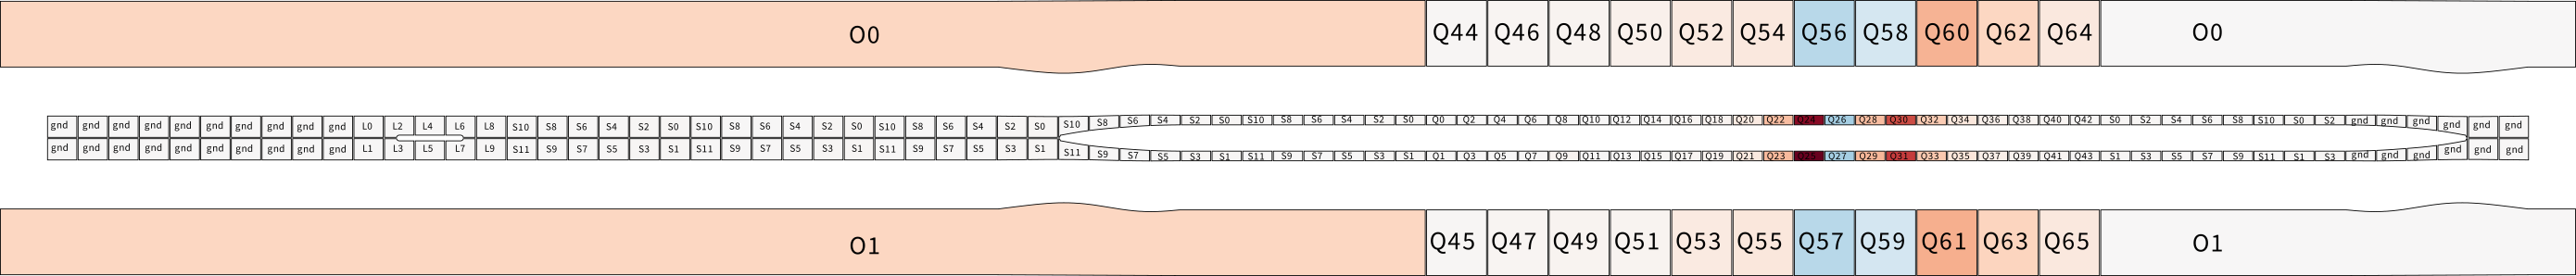 O0 Q44 Q46 Q48 Q50 Q52 Q54 Q56 Q58 Q60 Q62 Q64 O0
gnd gnd gnd gnd gnd gnd gnd gnd gnd gnd L0 L2 L4 L6 L8 S10 S8 S6 S4 S2 S0 S10 S8 S6 S4 S2 S0 S10 S8 S6 S4 S2 S0 S10 S8 S6 S4 S2 S0 S10 S8 S6 S4 S2 S0 Q0 Q2 Q4 Q6 Q8 Q10 Q12 Q14 Q16 Q18 Q20 Q22 Q24 Q26 Q28 Q30 Q32 Q34 Q36 Q38 Q40 Q42 S0 S2 S4 S6 S8 S10 S0 S2 gnd gnd gnd gnd gnd gnd
gnd gnd gnd gnd gnd gnd gnd gnd gnd gnd L1 L3 L5 L7 L9 S11 S9 S7 S5 S3 S1 S11 S9 S7 S5 S3 S1 S11 S9 S7 S5 S3 S1 S11 S9 S7 S5 S3 S1 S11 S9 S7 S5 S3 S1 Q1 Q3 Q5 Q7 Q9 Q11 Q13 Q15 Q17 Q19 Q21 Q23 Q25 Q27 Q29 Q31 Q33 Q35 Q37 Q39 Q41 Q43 S1 S3 S5 S7 S9 S11 S1 S3 gnd gnd gnd gnd gnd gnd
O1 Q45 Q47 Q49 Q51 Q53 Q55 Q57 Q59 Q61 Q63 Q65 O1